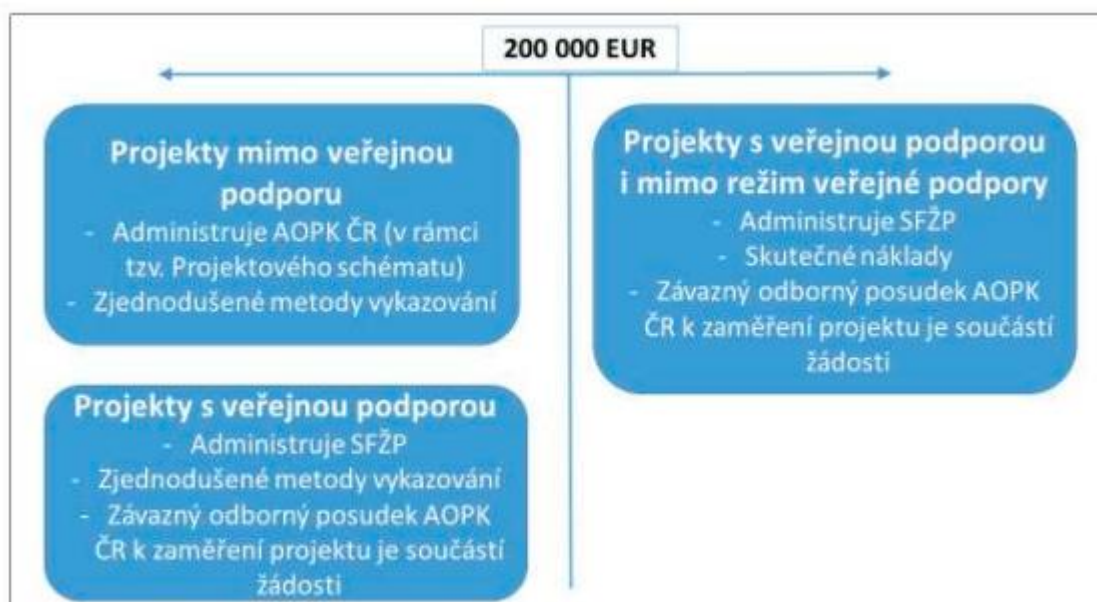 200 000 EUR
Projekty mimo veřejnou
podporu
- Administruje AOPK ČR (v rámci
tzv. Projektového schématu)
- Zjednodušené metody vykazování
Projekty s veřejnou podporou
- Administruje SFŽP
- Zjednodušené metody vykazování
- Závazný odborný posudek AOPK
ČR k zaměření projektu je součástí
žádosti
Projekty s veřejnou podporou
i mimo režim veřejné podpory
- Administruje SFŽP
- Skutečné náklady
- Závazný odborný posudek AOPK
ČR k zaměření projektu je součástí
žádosti